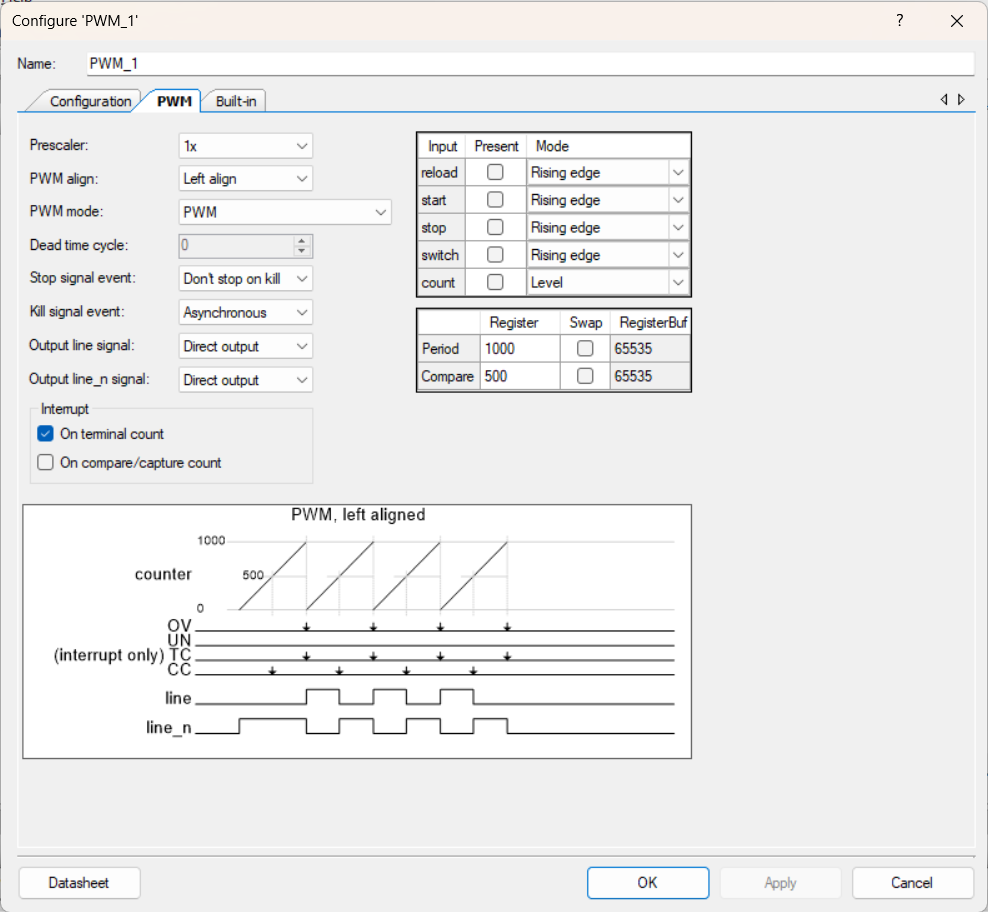 Configure 'PWM_1'
?
Name: PWM_1
Configuration PWM Built-in
Prescaler: 1x
PWM align: Left align
PWM mode: PWM
Dead time cycle: 0
Stop signal event: Don't stop on kill
Kill signal event: Asynchronous
Output line signal: Direct output
Output line_n signal: Direct output
Interrupt
On terminal count
On compare/capture count
Input Present Mode
reload Rising edge
start Rising edge
stop Rising edge
switch Rising edge
count Level
Register Swap RegisterBuf
Period 1000 65535
Compare 500 65535
PWM, left aligned
1000
counter 500
0
OV
UN
(interrupt only) TC
CC
line
line_n
Datasheet OK Apply Cancel